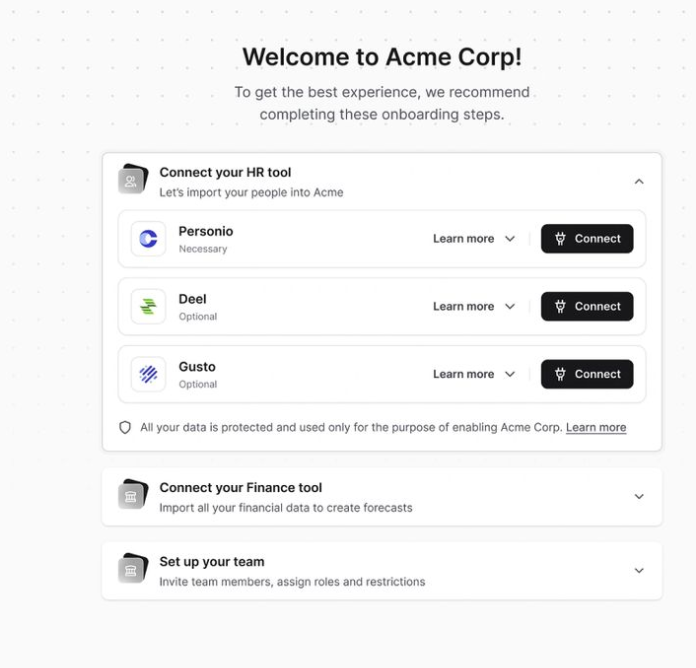 Welcome to Acme Corp!
To get the best experience, we recommend
completing these onboarding steps.
Connect your HR tool
Let's import your people into Acme
Personio
Necessary
Learn more
Connect
Deel
Optional
Learn more
Connect
Gusto
Optional
Learn more
Connect
All your data is protected and used only for the purpose of enabling Acme Corp. Learn more
Connect your Finance tool
Import all your financial data to create forecasts
Set up your team
Invite team members, assign roles and restrictions